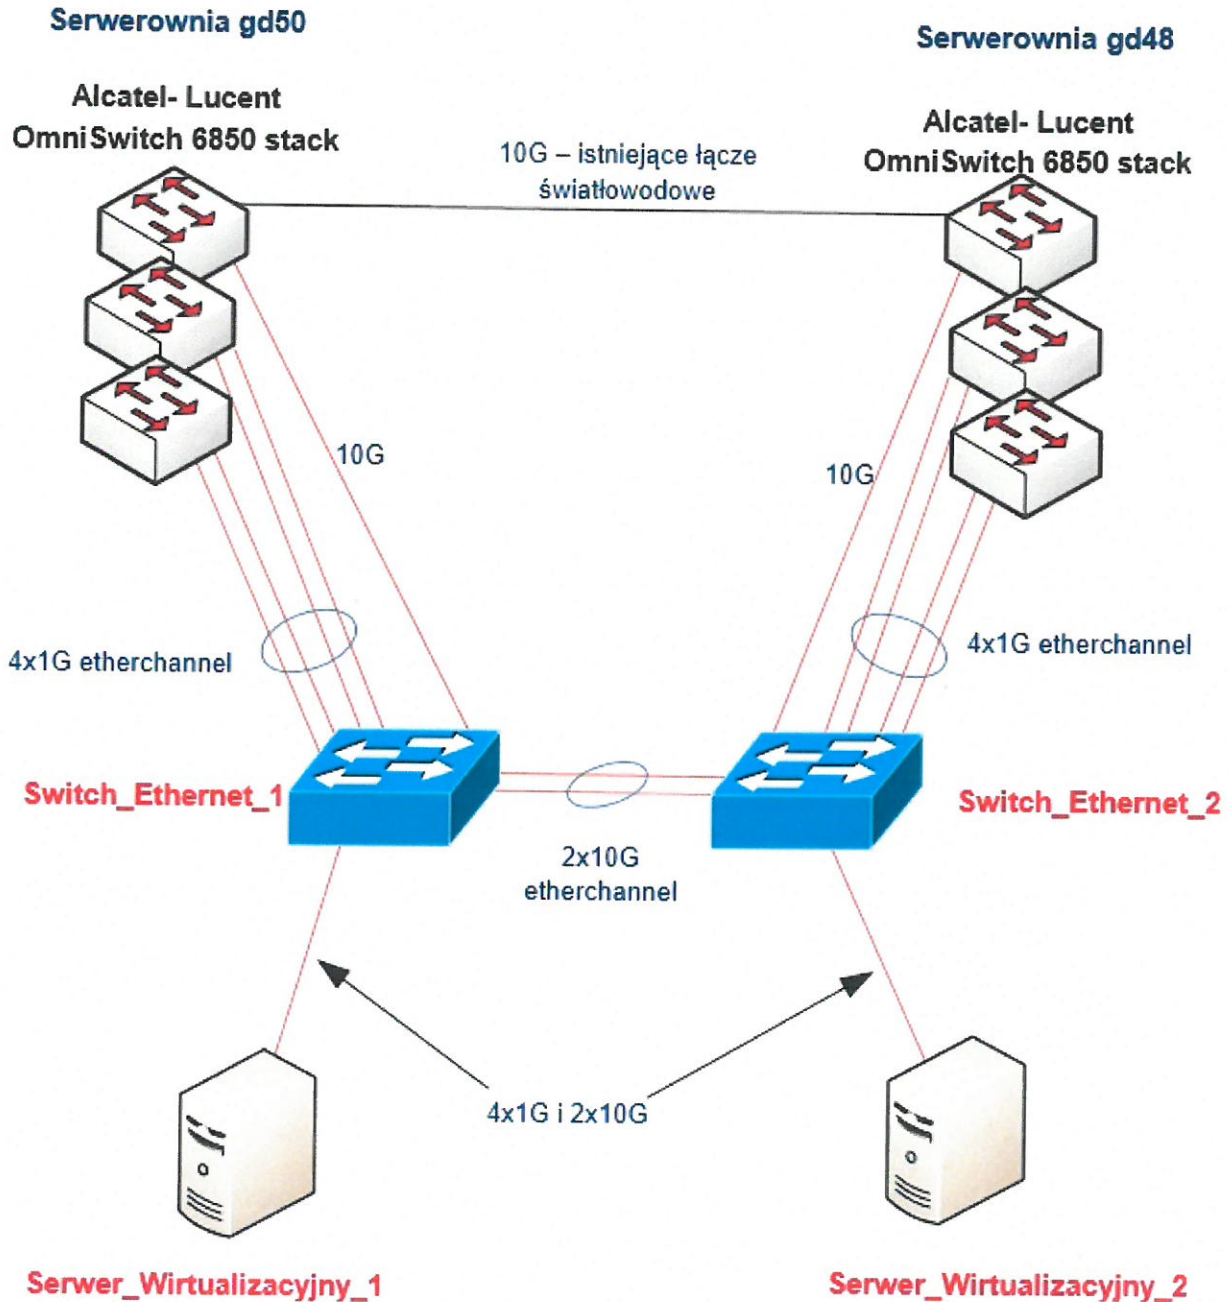 Serwerownia gd50
Serwerownia gd48
Alcatel- Lucent
OmniSwitch 6850 stack
Alcatel- Lucent
OmniSwitch 6850 stack
10G – istniejące łącze
światłowodowe
10G
10G
4x1G etherchannel
4x1G etherchannel
Switch_Ethernet_1
Switch_Ethernet_2
2x10G
etherchannel
4x1G i 2x10G
Serwer_Wirtualizacyjny_1
Serwer_Wirtualizacyjny_2